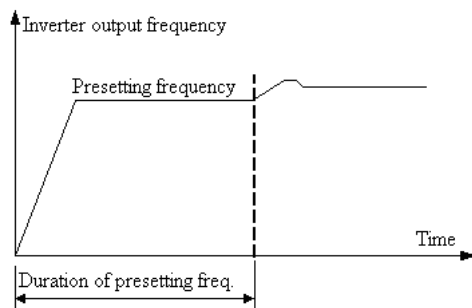 Inverter output frequency
Presetting frequency
Time
Duration of presetting freq.